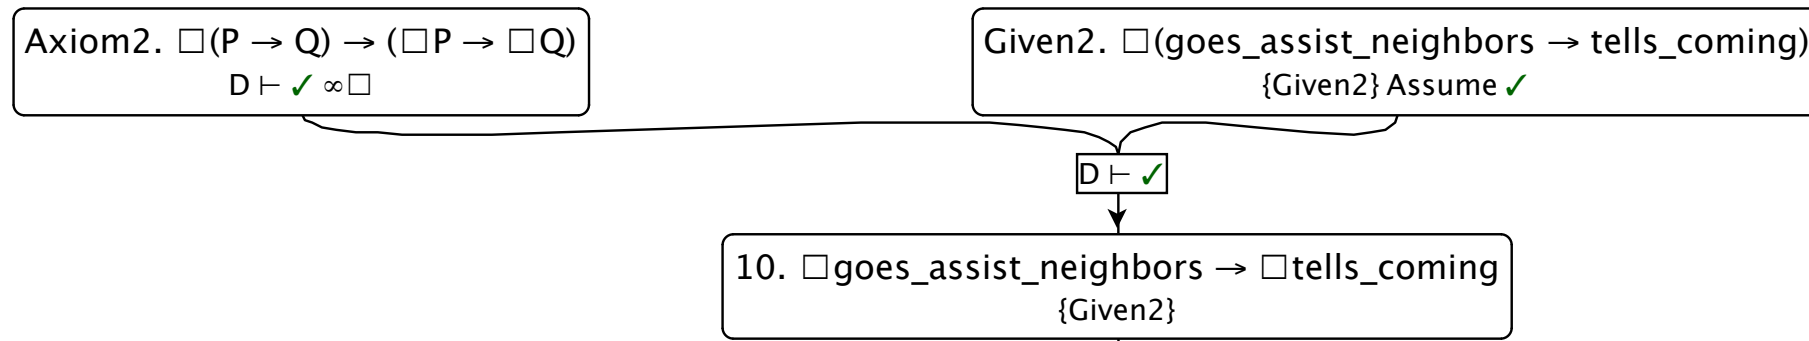 Axiom2. □(P → Q) → (□P → □Q)
D ⊢ ✓ ∞□
Given2. □(goes_assist_neighbors → tells_coming)
{Given2} Assume ✓
D ⊢ ✓
10. □goes_assist_neighbors → □tells_coming
{Given2}